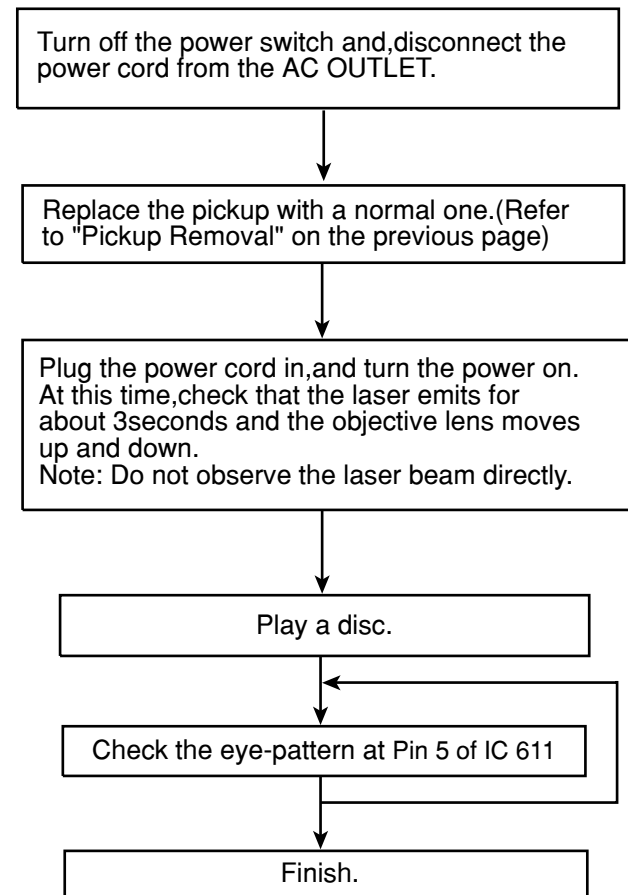 Turn off the power switch and,disconnect the
power cord from the AC OUTLET.
Replace the pickup with a normal one.(Refer
to "Pickup Removal" on the previous page)
Plug the power cord in,and turn the power on.
At this time,check that the laser emits for
about 3seconds and the objective lens moves
up and down.
Note: Do not observe the laser beam directly.
Play a disc.
Check the eye-pattern at Pin 5 of IC 611
Finish.